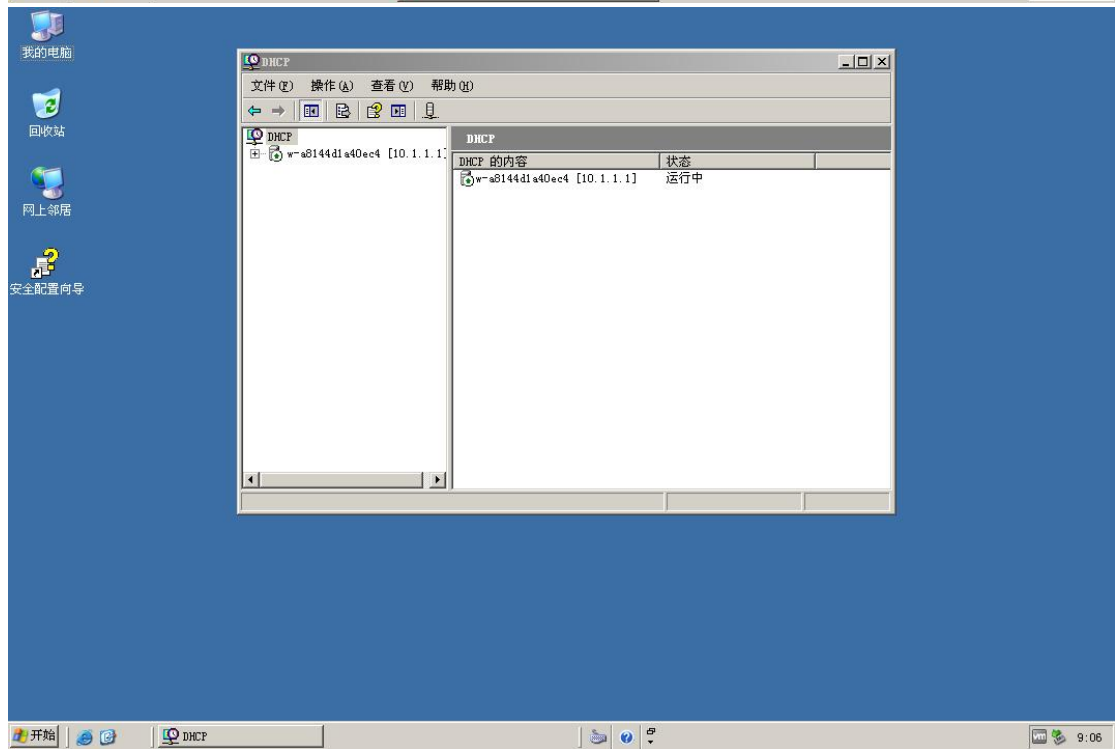 我的电脑
回收站
网上邻居
安全配置向导
DHCP
文件(F) 操作(A) 查看(V) 帮助(H)
DHCP
w-a8144d1a40ec4 [10.1.1.1]
DHCP
DHCP 的内容 状态
w-a8144d1a40ec4 [10.1.1.1] 运行中
开始 DHCP 9:06